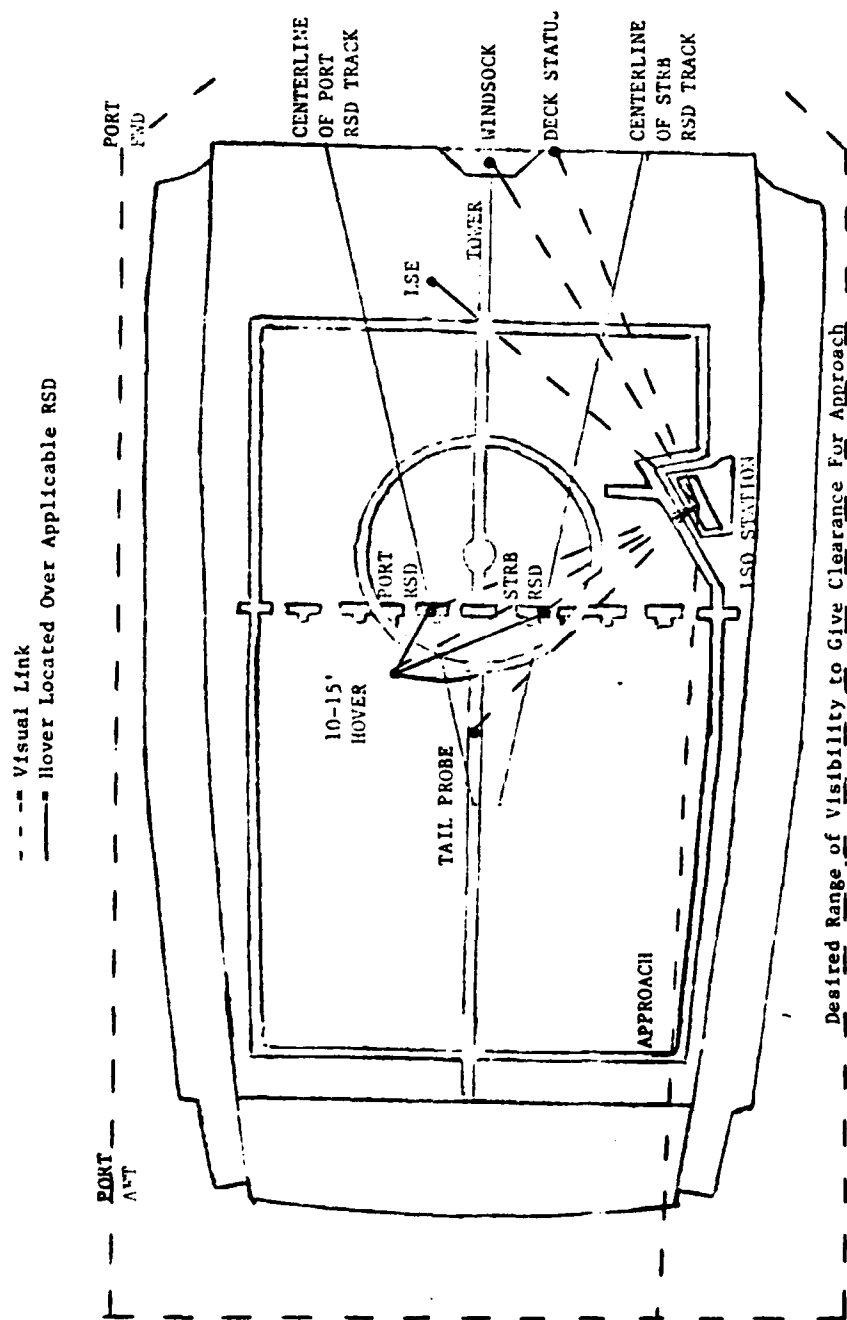 - - - Visual Link
Hover Located Over Applicable RSD
PORT
AFT
PORT
FWD
CENTERLINE
OF PORT
RSD TRACK
WINDSOCK
DECK STATU
CENTERLINE
OF STRB
RSD TRACK
LSE
TOWER
PORT
RSD
STRB
RSD
10-15'
HOVER
TAIL PROBE
APPROACH
LSO STATION
Desired Range of Visibility to Give Clearance For Approach